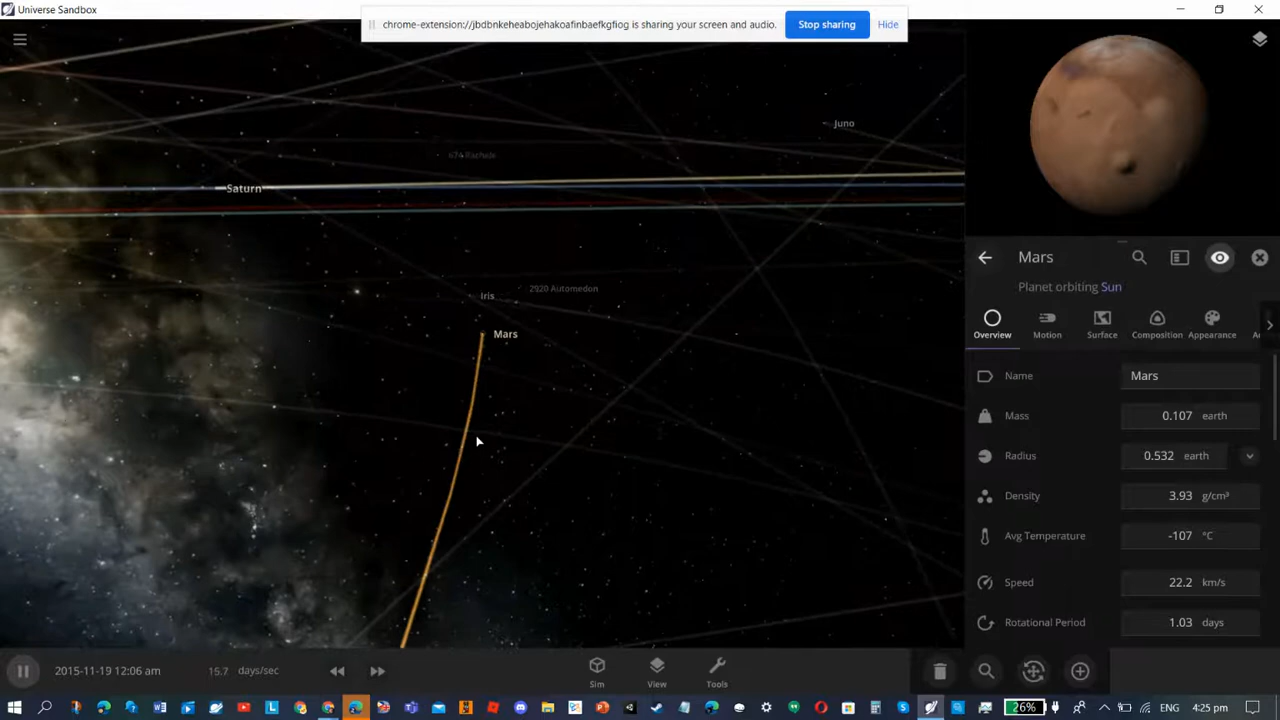 Universe Sandbox
chrome-extension://jbdbnkeheabojehakoafinbaefkgfiog is sharing your screen and audio.
Stop sharing
Hide
Juno
674 Rachele
Saturn
Iris
2920 Automedon
Mars
Mars
Planet orbiting Sun
Overview
Motion
Surface
Composition
Appearance
Name
Mars
Mass
0.107 earth
Radius
0.532 earth
Density
3.93 g/cm³
Avg Temperature
-107 °C
Speed
22.2 km/s
Rotational Period
1.03 days
2015-11-19 12:06 am
15.7 days/sec
Sim
View
Tools
26%
4:25 pm